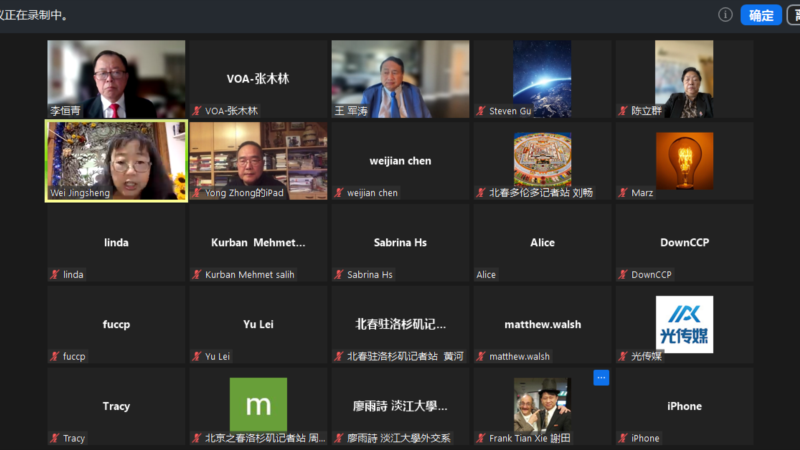 议正在录制中。
确定
李恒青
VOA-张木林
VOA-张木林
王 军涛
Steven Gu
陈立群
Wei Jingsheng
Yong Zhong的iPad
weijian chen
weijian chen
北春多伦多记者站 刘畅
Marz
linda
linda
Kurban Mehmet...
Kurban Mehmet salih
Sabrina Hs
Sabrina Hs
Alice
Alice
DownCCP
DownCCP
fuccp
fuccp
Yu Lei
Yu Lei
北春驻洛杉矶记...
北春驻洛杉矶记者站 黄河
matthew.walsh
matthew.walsh
光传媒
光传媒
Tracy
Tracy
m
北京之春洛杉矶记者站 周...
廖雨詩 淡江大學...
廖雨詩 淡江大學外交系
Frank Tian Xie 謝田
iPhone
iPhone